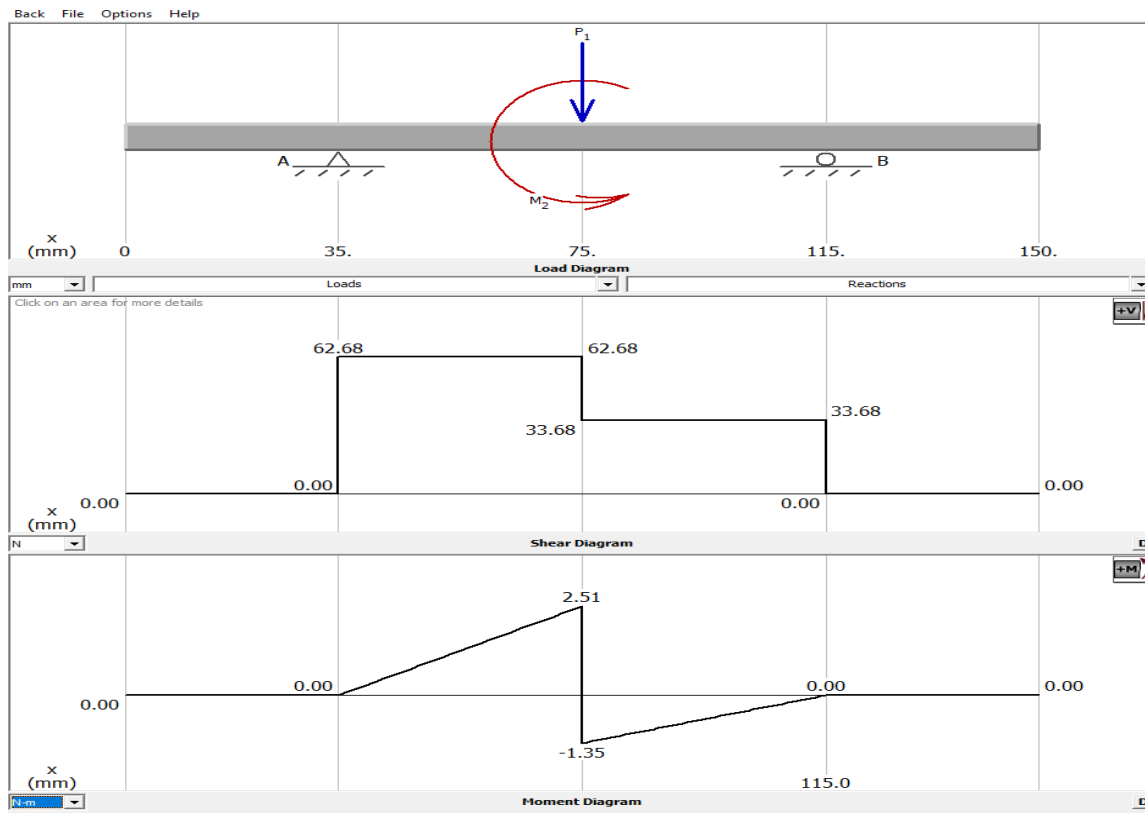 Back File Options Help
P1
A
B
M2
x
(mm)
0 35. 75. 115. 150.
Load Diagram
mm Loads Reactions
Click on an area for more details
+V
62.68 62.68
33.68 33.68
0.00 0.00 0.00 0.00
x
(mm)
N Shear Diagram D
+M
2.51
0.00 0.00 0.00 0.00
-1.35
x
(mm)
115.0
N-m Moment Diagram D